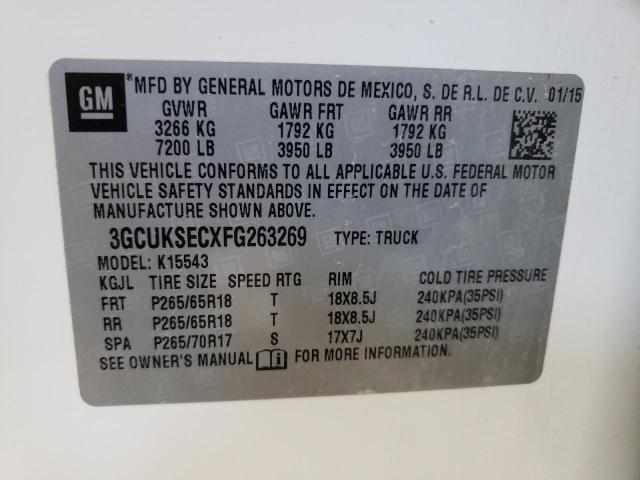 GM
*MFD BY GENERAL MOTORS DE MEXICO, S. DE R.L. DE C.V. 01/15
GVWR GAWR FRT GAWR RR
3266 KG 1792 KG 1792 KG
7200 LB 3950 LB 3950 LB
THIS VEHICLE CONFORMS TO ALL APPLICABLE U.S. FEDERAL MOTOR
VEHICLE SAFETY STANDARDS IN EFFECT ON THE DATE OF
MANUFACTURE SHOWN ABOVE.
3GCUKSECXFG263269 TYPE: TRUCK
MODEL: K15543
KGJL TIRE SIZE SPEED RTG RIM COLD TIRE PRESSURE
FRT P265/65R18 T 18X8.5J 240KPA(35PSI)
RR P265/65R18 T 18X8.5J 240KPA(35PSI)
SPA P265/70R17 S 17X7J 240KPA(35PSI)
SEE OWNER'S MANUAL FOR MORE INFORMATION.